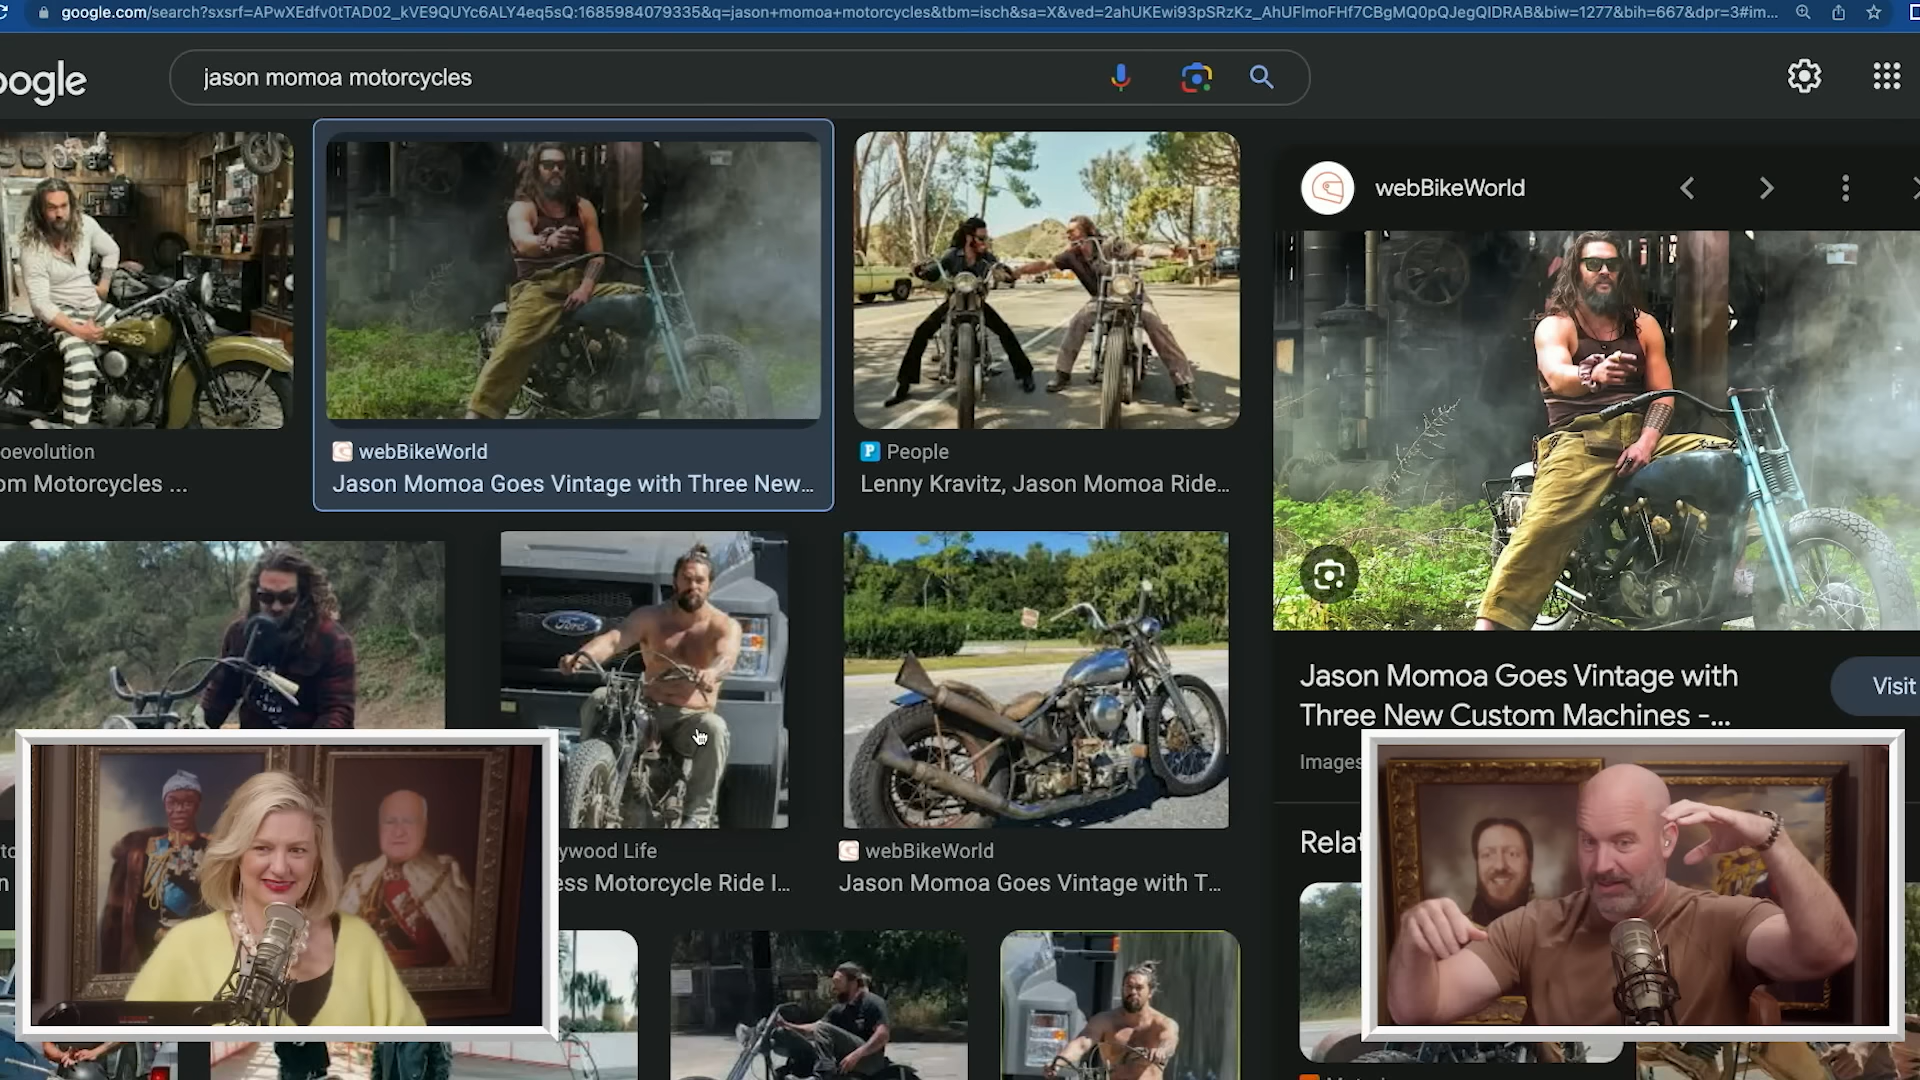 google.com/search?sxsrf=APwXEdfv0tTAD02_kVE9QUYc6ALY4eq5sQ:1685984079335&q=jason+momoa+motorcycles&tbm=isch&sa=X&ved=2ahUKEwi93pSRzKz_AhUFlmoFHf7CBgMQ0pQJegQIDRAB&biw=1277&bih=667&dpr=3#im...
oogle
jason momoa motorcycles
webBikeWorld
oevolution
om Motorcycles ...
webBikeWorld
Jason Momoa Goes Vintage with Three New...
People
Lenny Kravitz, Jason Momoa Ride...
Ford
Jason Momoa Goes Vintage with
Three New Custom Machines -...
Visit
Images
ywood Life
ess Motorcycle Ride I...
webBikeWorld
Jason Momoa Goes Vintage with T...
Relat